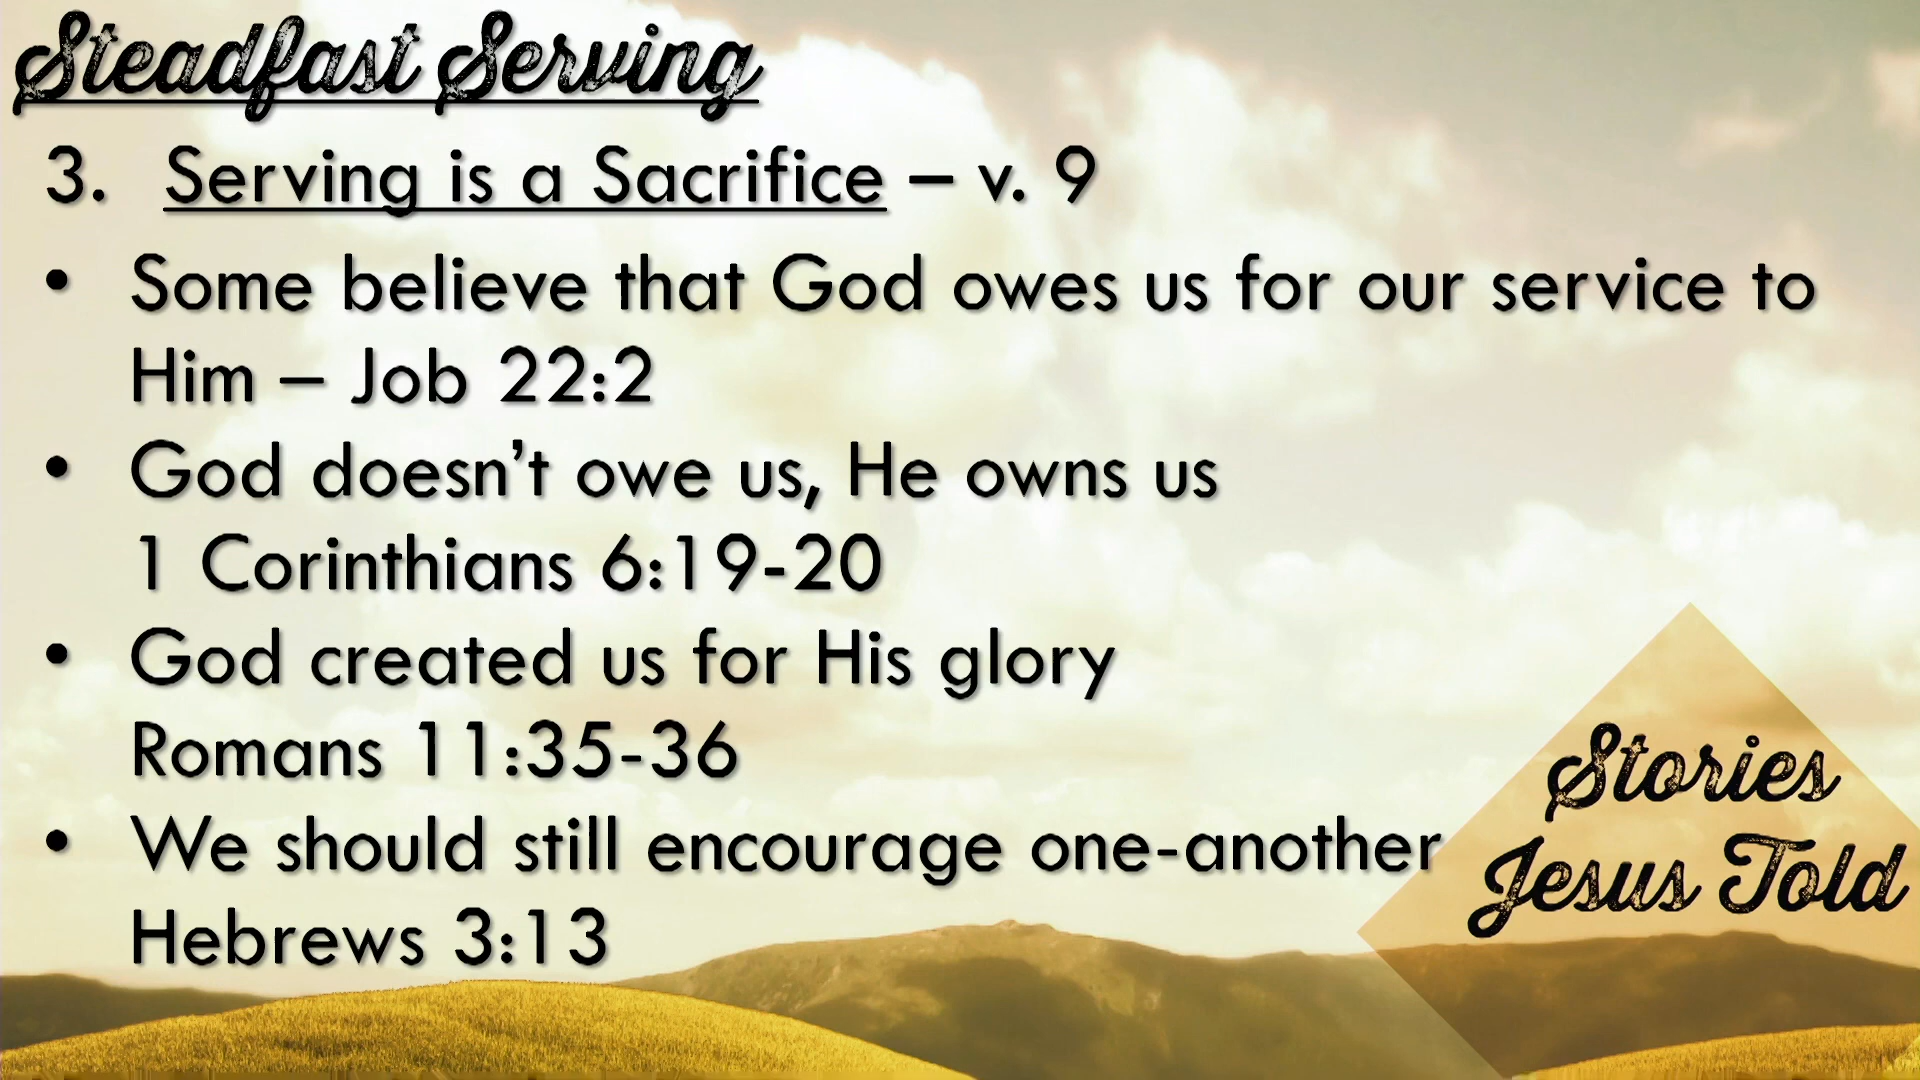 Steadfast Serving
3. Serving is a Sacrifice – v. 9
• Some believe that God owes us for our service to
Him – Job 22:2
• God doesn't owe us, He owns us
1 Corinthians 6:19-20
• God created us for His glory
Romans 11:35-36
• We should still encourage one-another
Hebrews 3:13
Stories
Jesus Told